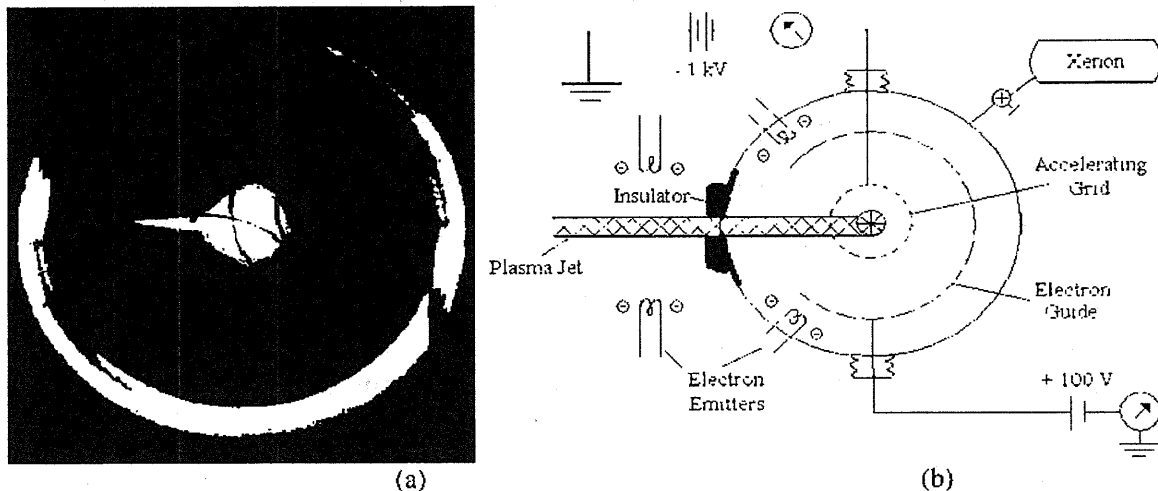 - 1 kV
Xenon
Accelerating
Grid
Insulator
Plasma Jet
Electron
Guide
Electron
Emitters
+ 100 V
(a)
(b)